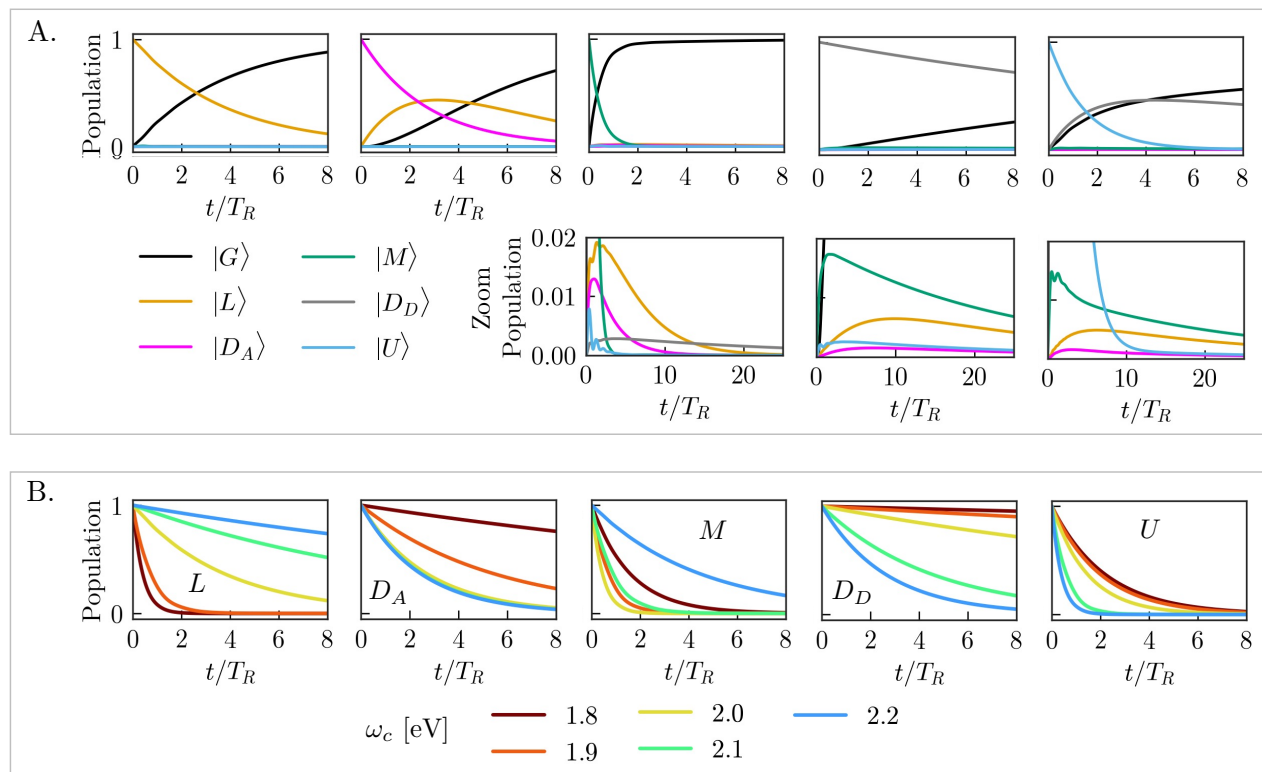 A.
Population
1
0
0 2 4 6 8
0 2 4 6 8
0 2 4 6 8
0 2 4 6 8
0 2 4 6 8
t/T_R
t/T_R
|G⟩ |M⟩
|L⟩ |D_D⟩
|D_A⟩ |U⟩
Zoom
Population
0.02
0.01
0.00
0 10 20
0 10 20
0 10 20
t/T_R
t/T_R
t/T_R
B.
Population
1
0
L
D_A
M
D_D
U
0 2 4 6 8
0 2 4 6 8
0 2 4 6 8
0 2 4 6 8
0 2 4 6 8
t/T_R
t/T_R
t/T_R
t/T_R
t/T_R
ω_c [eV]
1.8 2.0 2.2
1.9 2.1